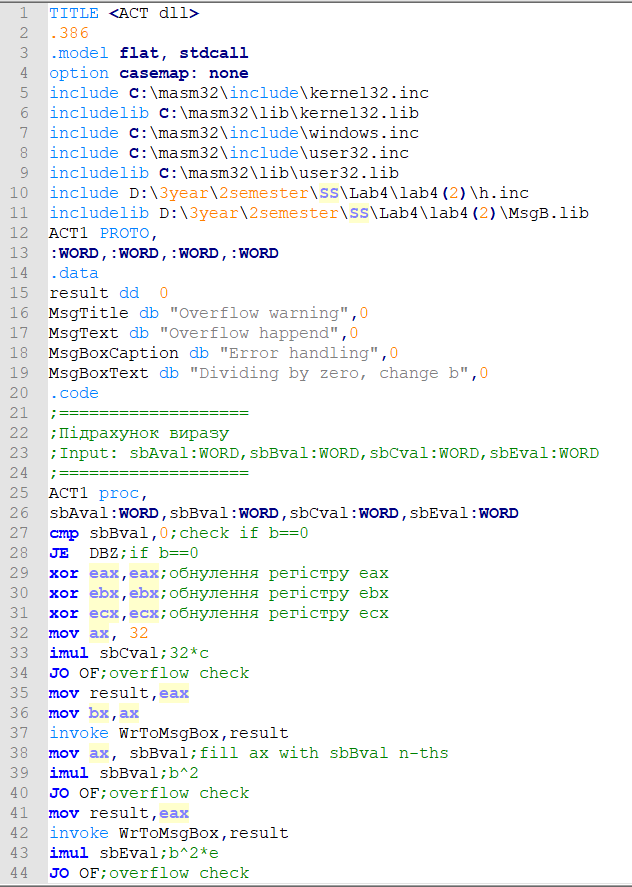 1 TITLE <ACT dll>
2 .386
3 .model flat, stdcall
4 option casemap: none
5 include C:\masm32\include\kernel32.inc
6 includelib C:\masm32\lib\kernel32.lib
7 include C:\masm32\include\windows.inc
8 include C:\masm32\include\user32.inc
9 includelib C:\masm32\lib\user32.lib
10 include D:\3year\2semester\SS\Lab4\lab4(2)\h.inc
11 includelib D:\3year\2semester\SS\Lab4\lab4(2)\MsgB.lib
12 ACT1 PROTO,
13 :WORD,:WORD,:WORD,:WORD
14 .data
15 result dd  0
16 MsgTitle db "Overflow warning",0
17 MsgText db "Overflow happend",0
18 MsgBoxCaption db "Error handling",0
19 MsgBoxText db "Dividing by zero, change b",0
20 .code
21 ;===================
22 ;Підрахунок виразу
23 ;Input: sbAval:WORD,sbBval:WORD,sbCval:WORD,sbEval:WORD
24 ;===================
25 ACT1 proc,
26 sbAval:WORD,sbBval:WORD,sbCval:WORD,sbEval:WORD
27 cmp sbBval,0;check if b==0
28 JE  DBZ;if b==0
29 xor eax,eax;обнулення регістру eax
30 xor ebx,ebx;обнулення регістру ebx
31 xor ecx,ecx;обнулення регістру ecx
32 mov ax, 32
33 imul sbCval;32*c
34 JO OF;overflow check
35 mov result,eax
36 mov bx,ax
37 invoke WrToMsgBox,result
38 mov ax, sbBval;fill ax with sbBval n-ths
39 imul sbBval;b^2
40 JO OF;overflow check
41 mov result,eax
42 invoke WrToMsgBox,result
43 imul sbEval;b^2*e
44 JO OF;overflow check